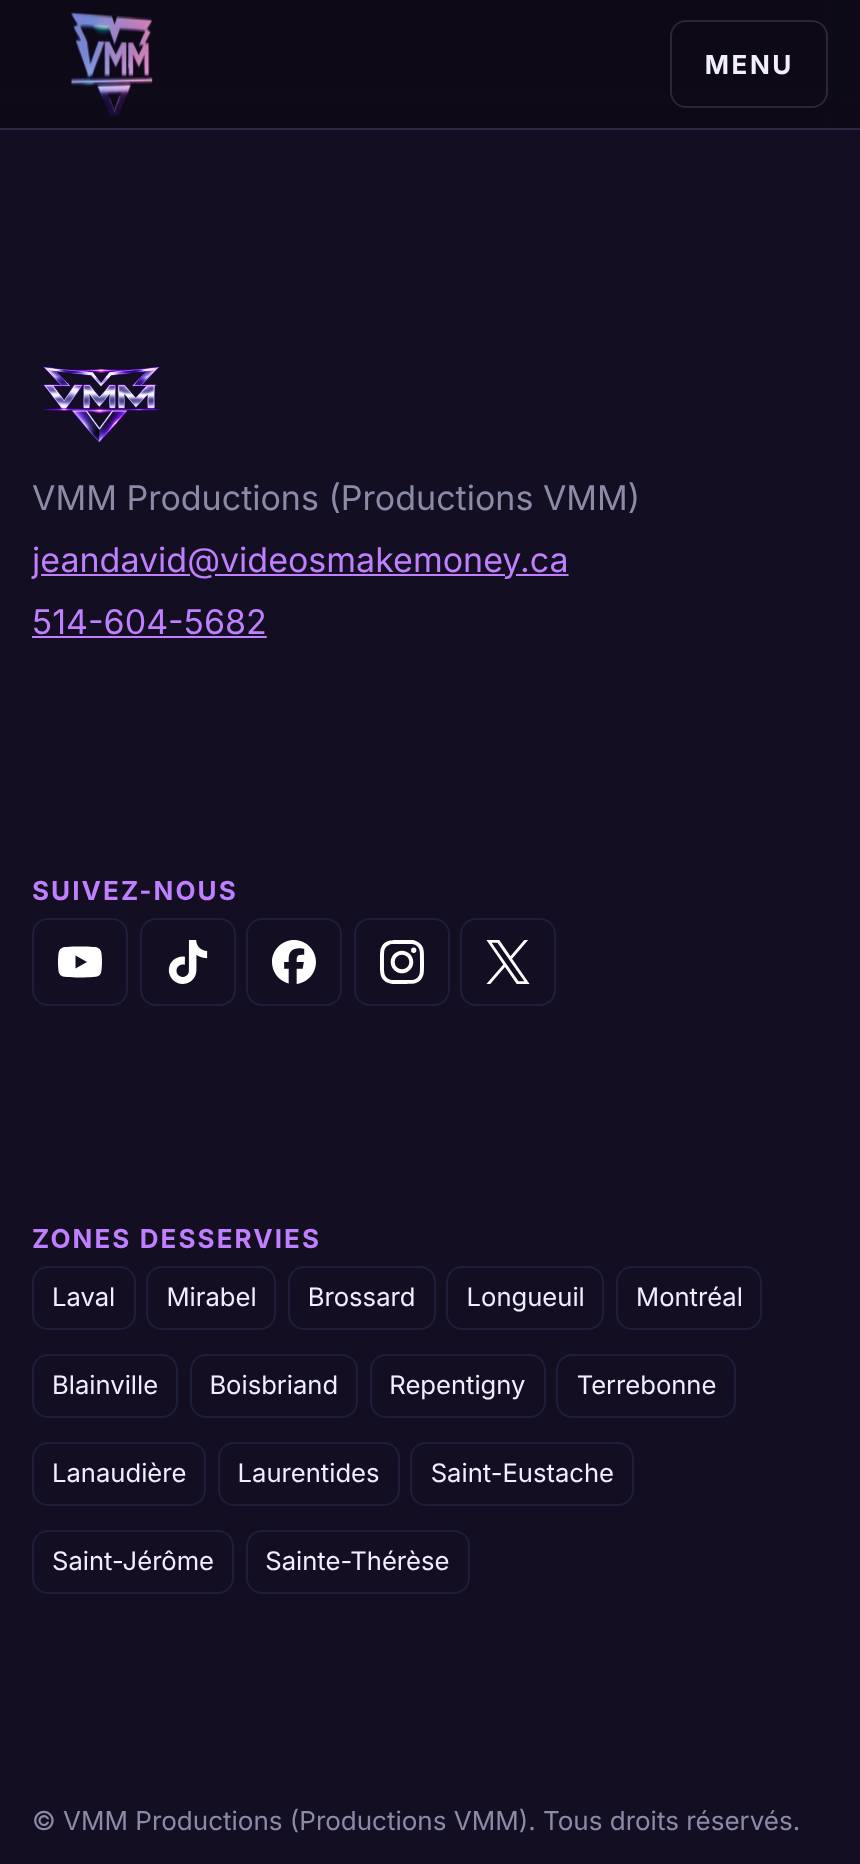 VMM
MENU
VMM
VMM Productions (Productions VMM)
jeandavid@videosmakemoney.ca
514-604-5682
SUIVEZ-NOUS
ZONES DESSERVIES
Laval Mirabel Brossard Longueuil Montréal
Blainville Boisbriand Repentigny Terrebonne
Lanaudière Laurentides Saint-Eustache
Saint-Jérôme Sainte-Thérèse
© VMM Productions (Productions VMM). Tous droits réservés.